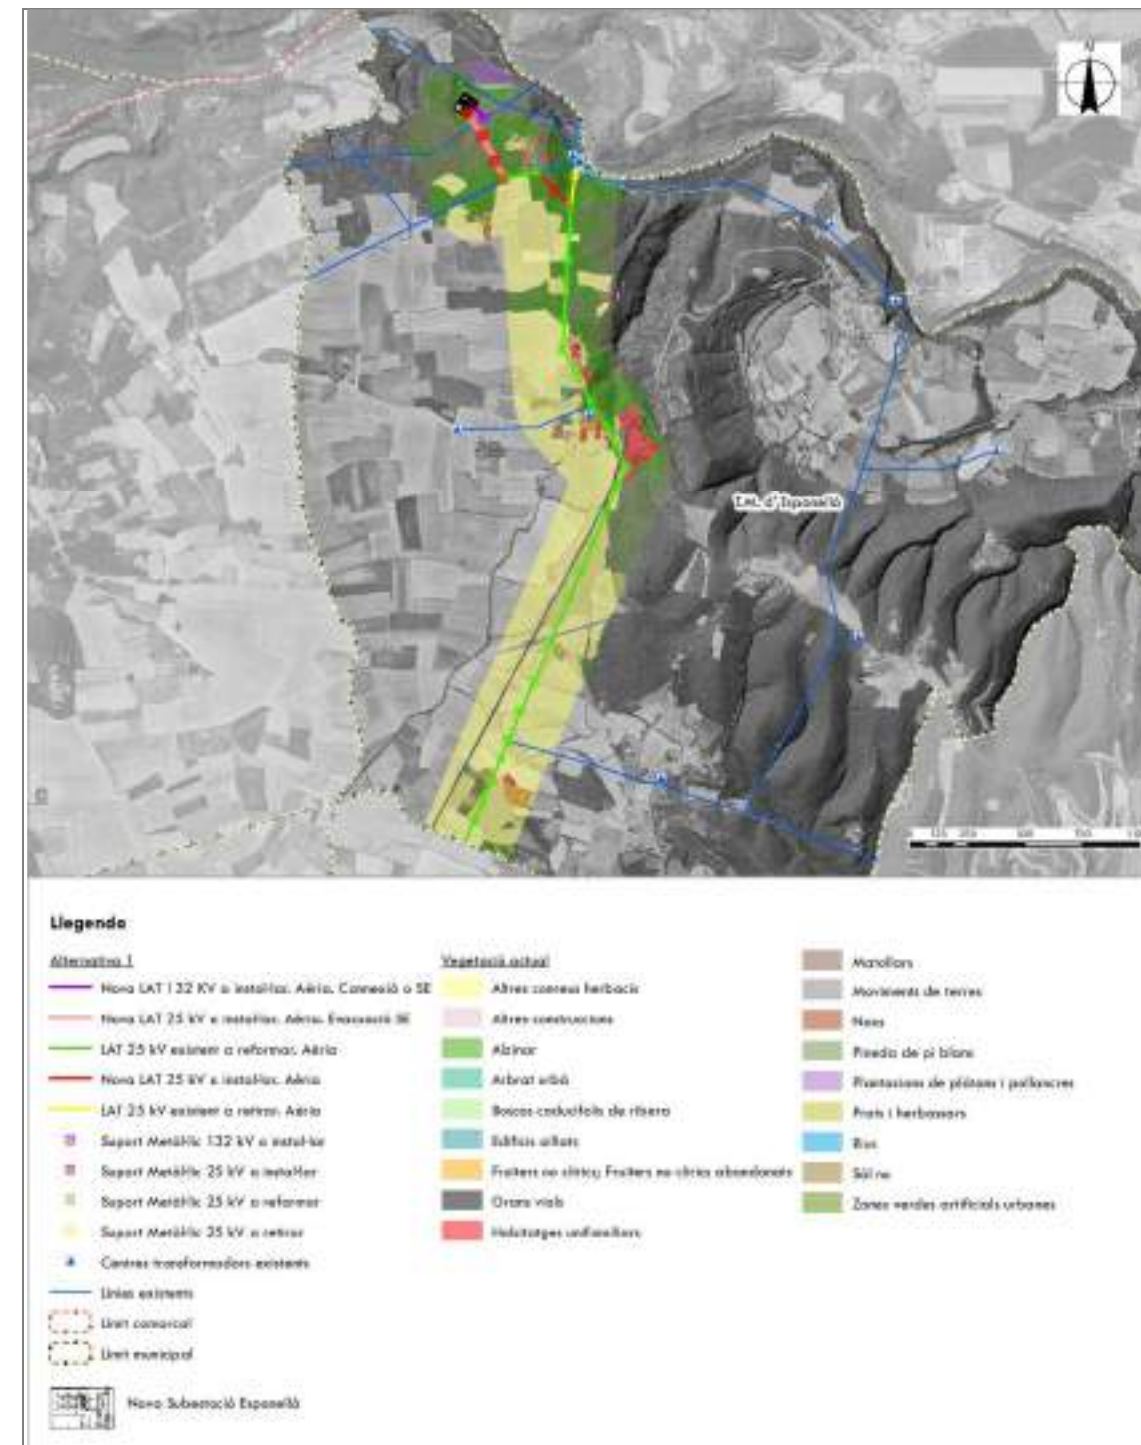 N
T.M. d'Esponellà
Llegenda
Alternativa 1
Nova LAT 132 KV a instal·lar. Aèria. Connexió a SE
Nova LAT 25 kV a instal·lar. Aèria. Evacuació SE
LAT 25 kV existent a reformar. Aèria
Nova LAT 25 kV a instal·lar. Aèria
LAT 25 kV existent a retirar. Aèria
Suport Metàl·lic 132 kV a instal·lar
Suport Metàl·lic 25 kV a instal·lar
Suport Metàl·lic 25 kV a reformar
Suport Metàl·lic 25 kV a retirar
Centres transformadors existents
Línies existents
Límit comarcal
Límit municipal
Nova Subestació Esponellà
Vegetació actual
Altres conreus herbacis
Altres construccions
Alzinar
Arbrat urbà
Boscos caducifolis de ribera
Edificis aïllats
Fruiters no cítrics; Fruiters no cítrics abandonats
Grans vials
Habitatges unifamiliars
Matollars
Moviments de terres
Naus
Pineda de pi blanc
Plantacions de plàtans i pollancres
Prats i herbassars
Rius
Sòl nu
Zones verdes artificials urbanes